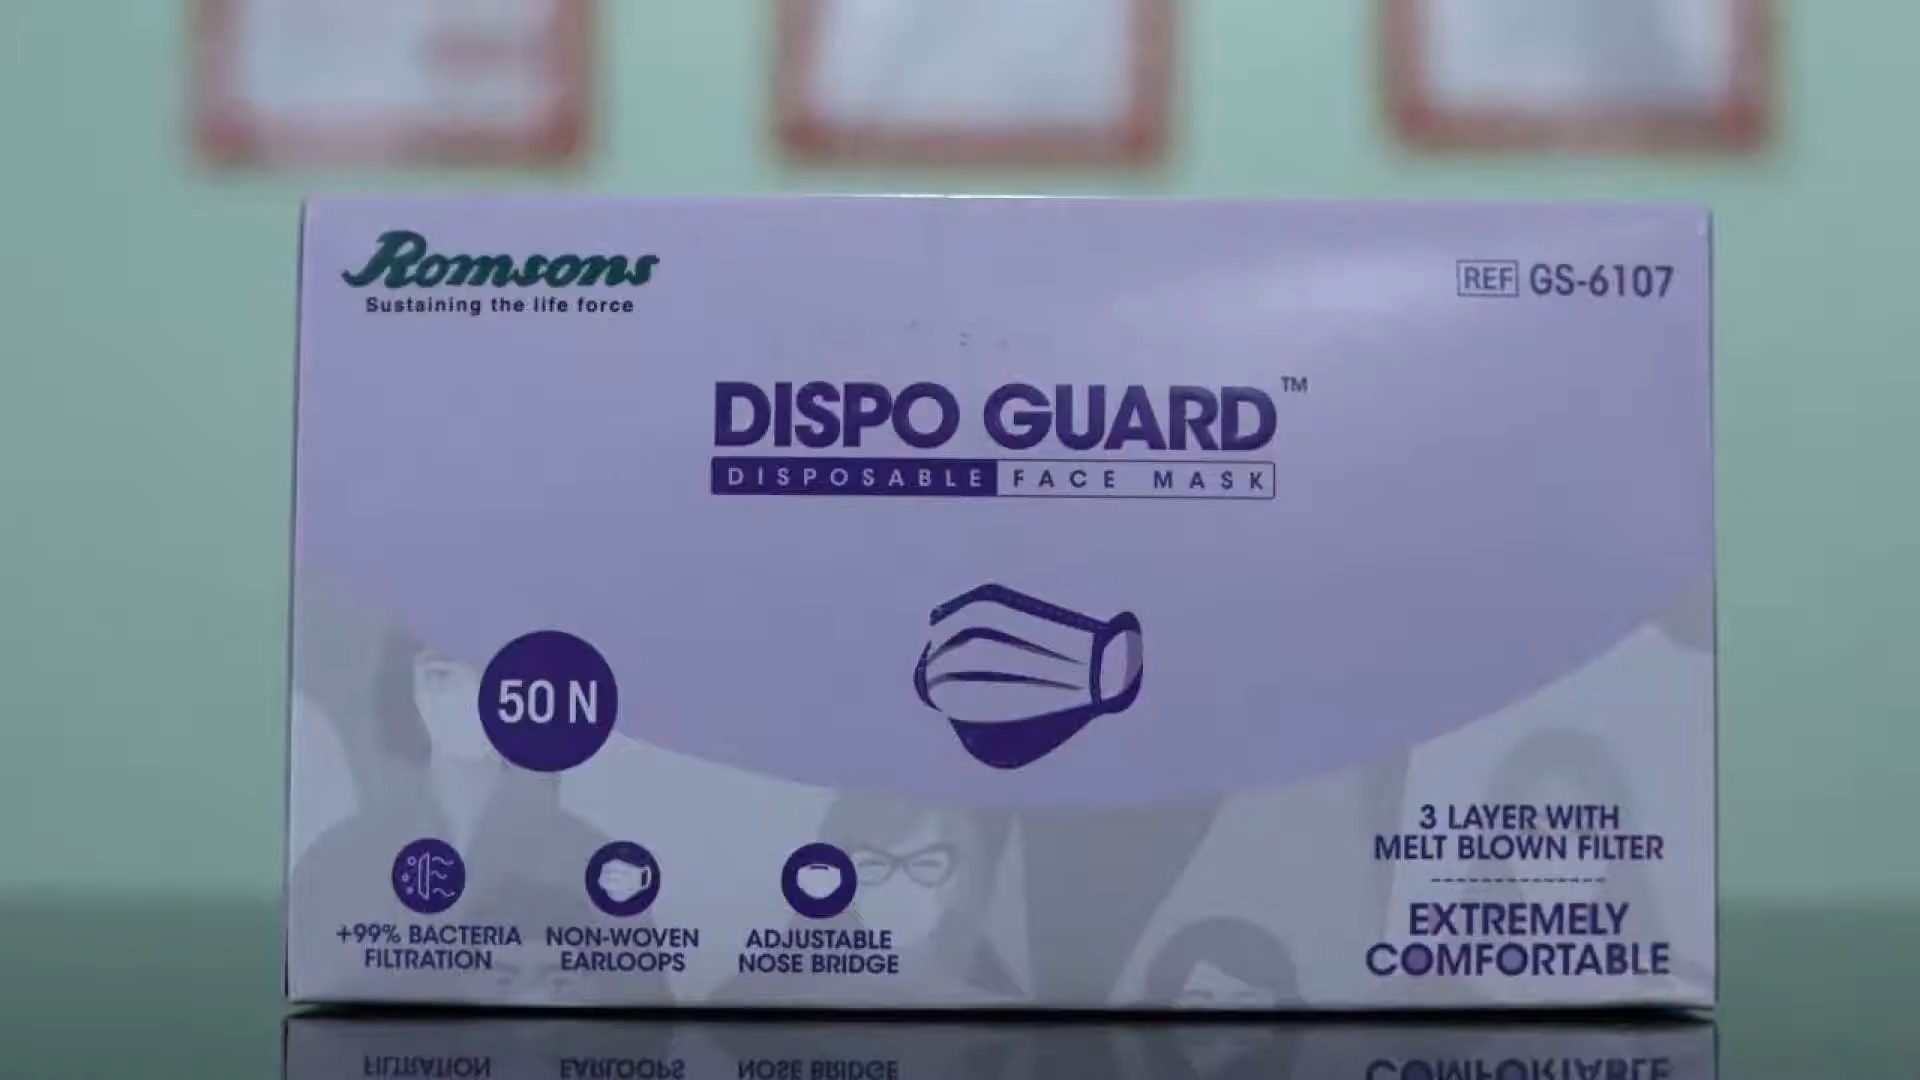 Romsons
Sustaining the life force
REF GS-6107
DISPO GUARD™
DISPOSABLE FACE MASK
50 N
3 LAYER WITH
MELT BLOWN FILTER
EXTREMELY
COMFORTABLE
+99% BACTERIA
FILTRATION
NON-WOVEN
EARLOOPS
ADJUSTABLE
NOSE BRIDGE